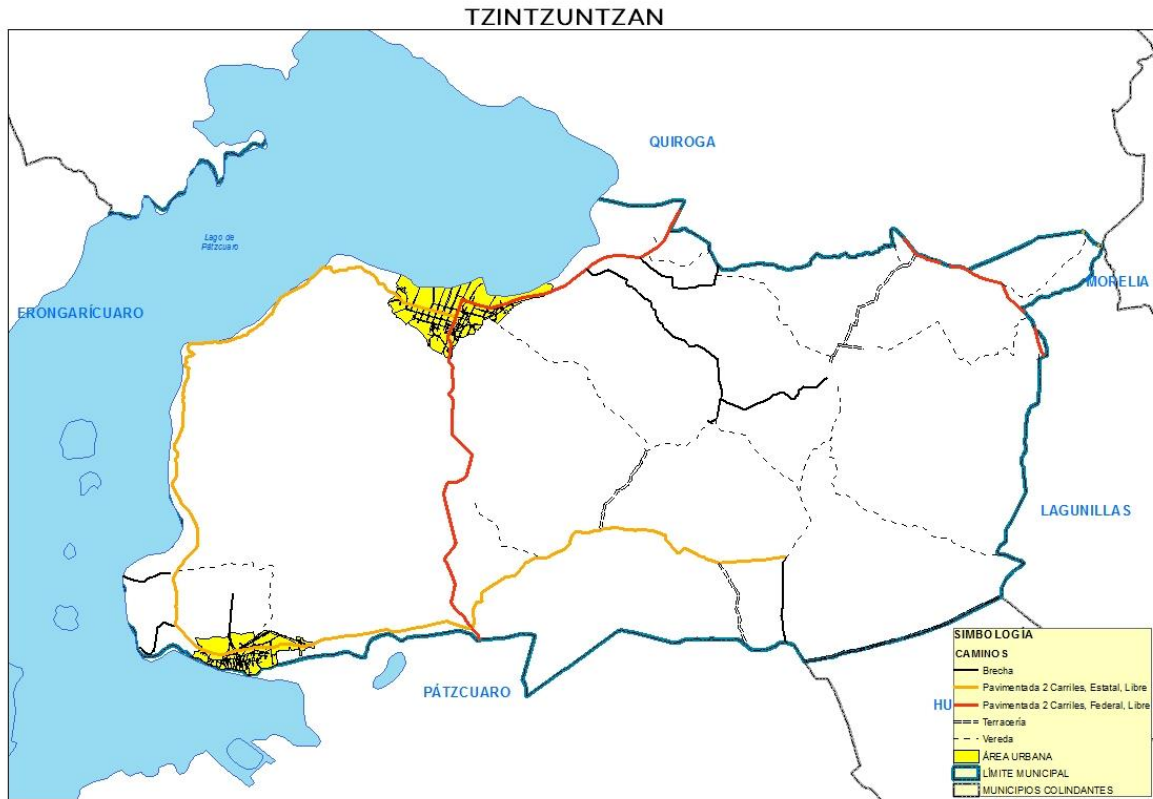 TZINTZUNTZAN
QUIROGA
Lago de
Pátzcuaro
MORELIA
ERONGARÍCUARO
LAGUNILLAS
PÁTZCUARO
HU
SIMBOLOGÍA
CAMINOS
Brecha
Pavimentada 2 Carriles, Estatal, Libre
Pavimentada 2 Carriles, Federal, Libre
Terracería
Vereda
ÁREA URBANA
LÍMITE MUNICIPAL
MUNICIPIOS COLINDANTES